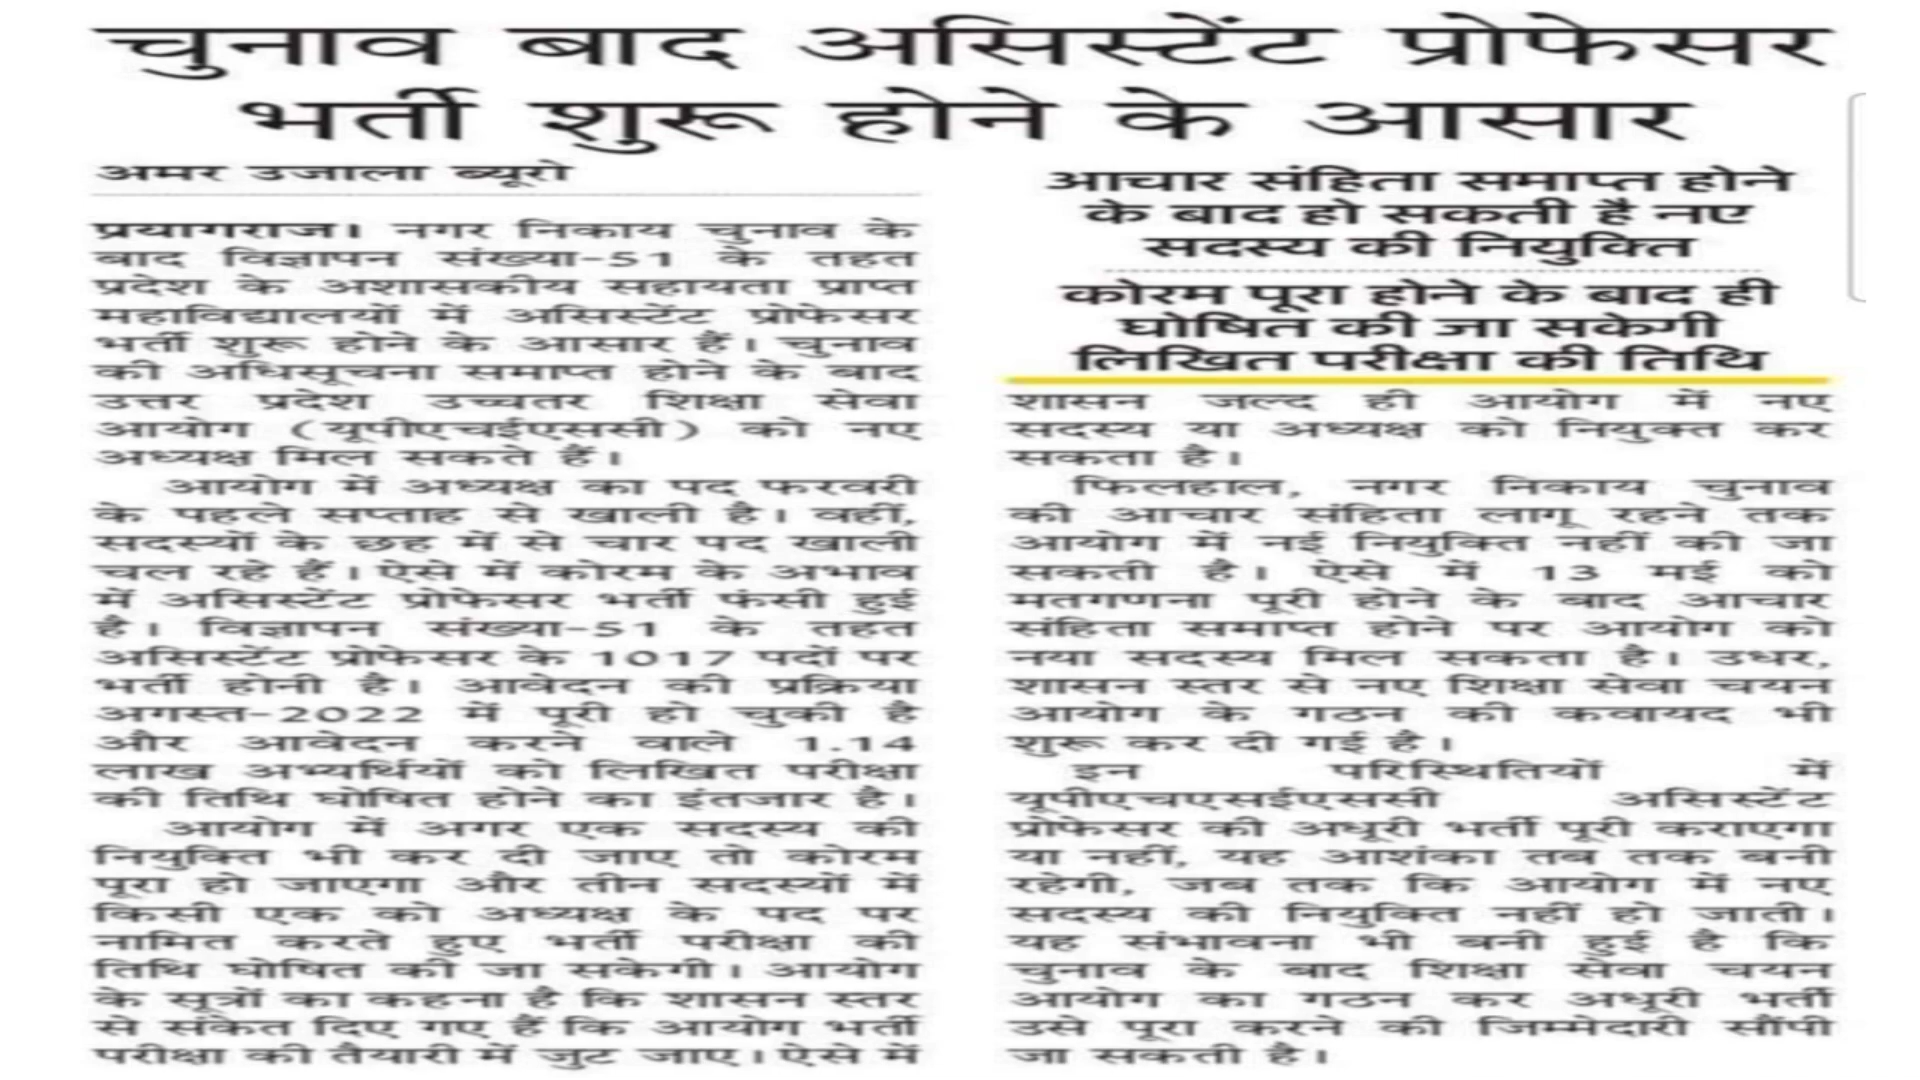 चुनाव बाद असिस्टेंट प्रोफेसर
भर्ती शुरू होने के आसार
अमर उजाला ब्यूरो
प्रयागराज। नगर निकाय चुनाव के
बाद विज्ञापन संख्या-51 के तहत
प्रदेश के अशासकीय सहायता प्राप्त
महाविद्यालयों में असिस्टेंट प्रोफेसर
भर्ती शुरू होने के आसार हैं। चुनाव
की अधिसूचना समाप्त होने के बाद
उत्तर प्रदेश उच्चतर शिक्षा सेवा
आयोग (यूपीएचईएससी) को नए
अध्यक्ष मिल सकते हैं।
आयोग में अध्यक्ष का पद फरवरी
के पहले सप्ताह से खाली है। वहीं,
सदस्यों के छह में से चार पद खाली
चल रहे हैं। ऐसे में कोरम के अभाव
में असिस्टेंट प्रोफेसर भर्ती फंसी हुई
है। विज्ञापन संख्या-51 के तहत
असिस्टेंट प्रोफेसर के 1017 पदों पर
भर्ती होनी है। आवेदन की प्रक्रिया
अगस्त-2022 में पूरी हो चुकी है
और आवेदन करने वाले 1.14
लाख अभ्यर्थियों को लिखित परीक्षा
की तिथि घोषित होने का इंतजार है।
आयोग में अगर एक सदस्य की
नियुक्ति भी कर दी जाए तो कोरम
पूरा हो जाएगा और तीन सदस्यों में
किसी एक को अध्यक्ष के पद पर
नामित करते हुए भर्ती परीक्षा की
तिथि घोषित की जा सकेगी। आयोग
के सूत्रों का कहना है कि शासन स्तर
से संकेत दिए गए हैं कि आयोग भर्ती
परीक्षा की तैयारी में जुट जाए। ऐसे में
आचार संहिता समाप्त होने
के बाद हो सकती है नए
सदस्य की नियुक्ति
कोरम पूरा होने के बाद ही
घोषित की जा सकेगी
लिखित परीक्षा की तिथि
शासन जल्द ही आयोग में नए
सदस्य या अध्यक्ष को नियुक्त कर
सकता है।
फिलहाल, नगर निकाय चुनाव
की आचार संहिता लागू रहने तक
आयोग में नई नियुक्ति नहीं की जा
सकती है। ऐसे में 13 मई को
मतगणना पूरी होने के बाद आचार
संहिता समाप्त होने पर आयोग को
नया सदस्य मिल सकता है। उधर,
शासन स्तर से नए शिक्षा सेवा चयन
आयोग के गठन की कवायद भी
शुरू कर दी गई है।
इन परिस्थितियों में
यूपीएचएसईएससी असिस्टेंट
प्रोफेसर की अधूरी भर्ती पूरी कराएगा
या नहीं, यह आशंका तब तक बनी
रहेगी, जब तक कि आयोग में नए
सदस्य की नियुक्ति नहीं हो जाती।
यह संभावना भी बनी हुई है कि
चुनाव के बाद शिक्षा सेवा चयन
आयोग का गठन कर अधूरी भर्ती
उसे पूरा करने की जिम्मेदारी सौंपी
जा सकती है।